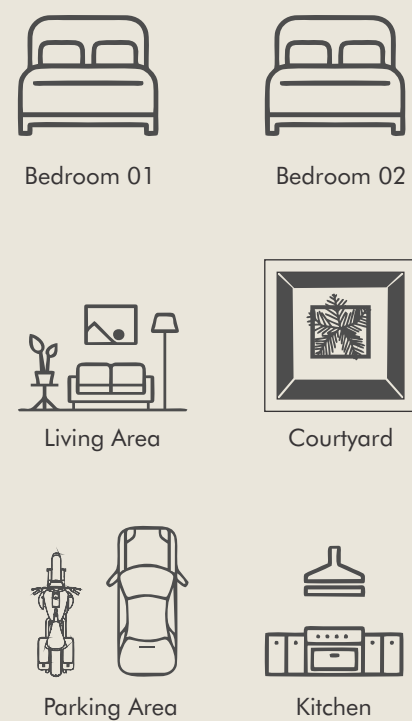 Bedroom 01
Bedroom 02
Living Area
Courtyard
Parking Area
Kitchen